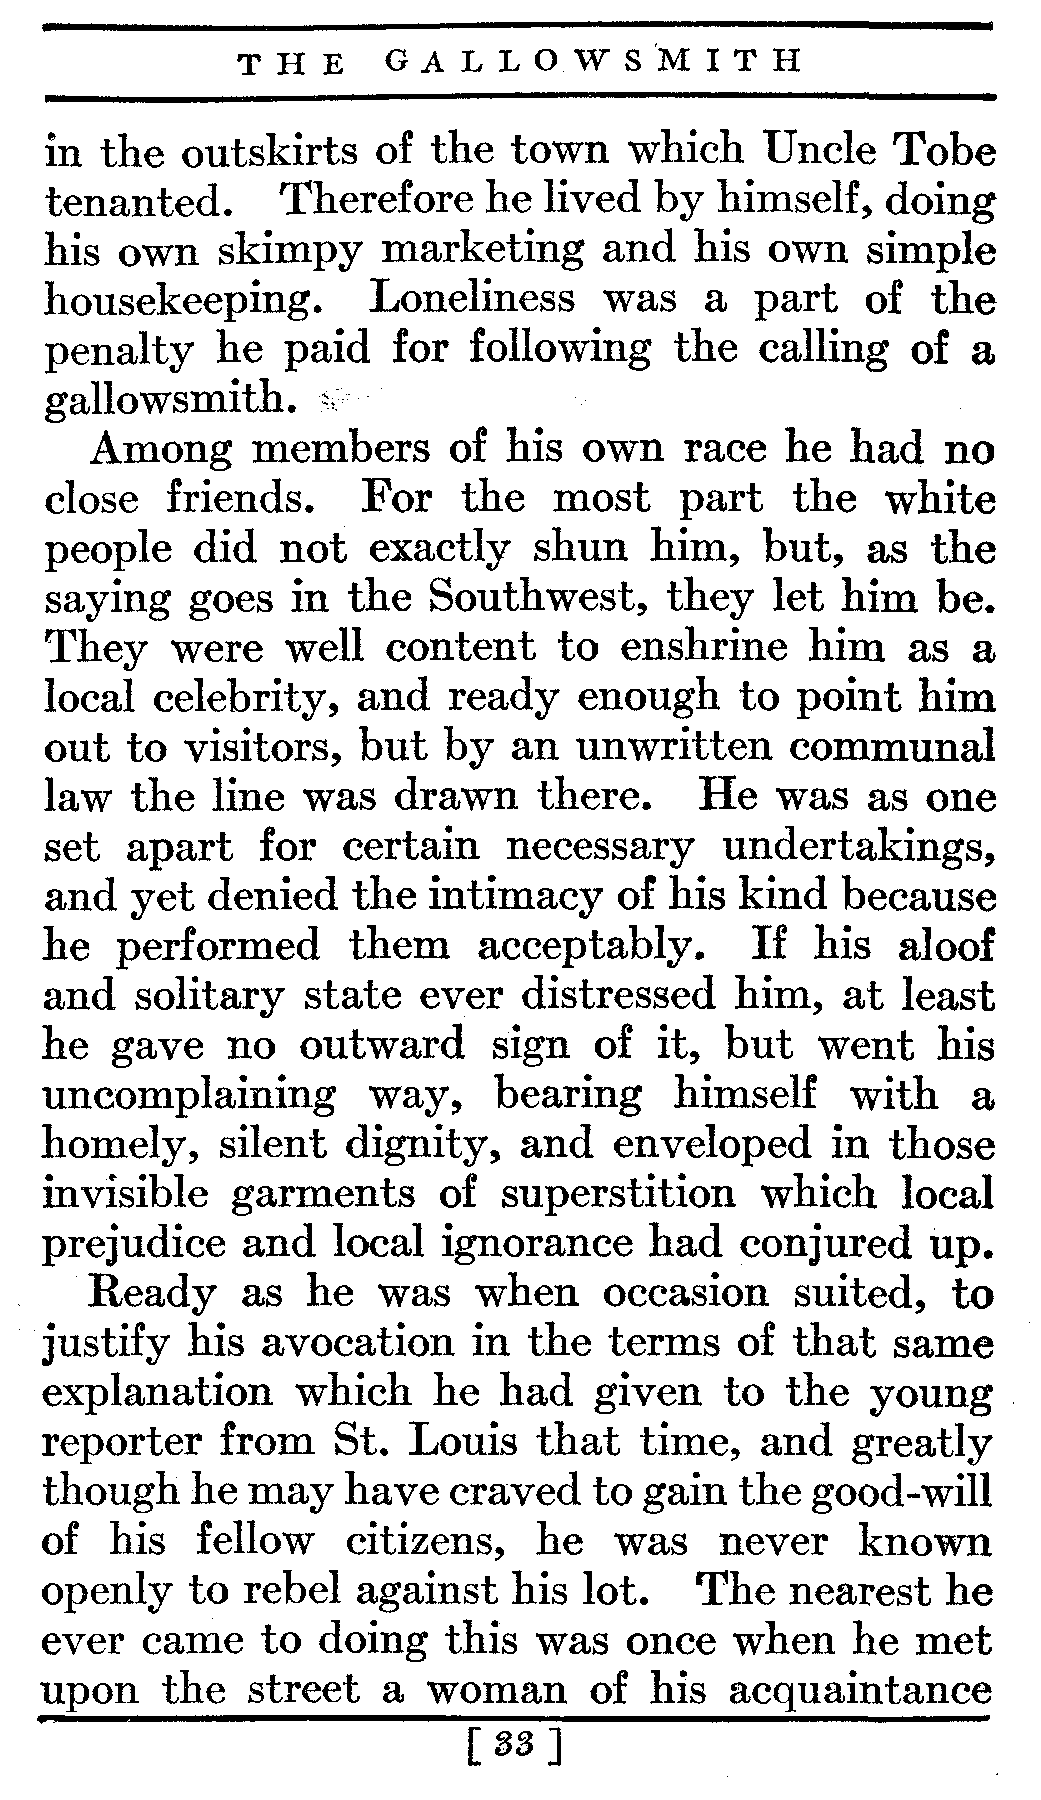 THE GALLOWSMITH
in the outskirts of the town which Uncle Tobe
tenanted. Therefore he lived by himself, doing
his own skimpy marketing and his own simple
housekeeping. Loneliness was a part of the
penalty he paid for following the calling of a
gallowsmith.
Among members of his own race he had no
close friends. For the most part the white
people did not exactly shun him, but, as the
saying goes in the Southwest, they let him be.
They were well content to enshrine him as a
local celebrity, and ready enough to point him
out to visitors, but by an unwritten communal
law the line was drawn there. He was as one
set apart for certain necessary undertakings,
and yet denied the intimacy of his kind because
he performed them acceptably. If his aloof
and solitary state ever distressed him, at least
he gave no outward sign of it, but went his
uncomplaining way, bearing himself with a
homely, silent dignity, and enveloped in those
invisible garments of superstition which local
prejudice and local ignorance had conjured up.
Ready as he was when occasion suited, to
justify his avocation in the terms of that same
explanation which he had given to the young
reporter from St. Louis that time, and greatly
though he may have craved to gain the good-will
of his fellow citizens, he was never known
openly to rebel against his lot. The nearest he
ever came to doing this was once when he met
upon the street a woman of his acquaintance
[ 33 ]